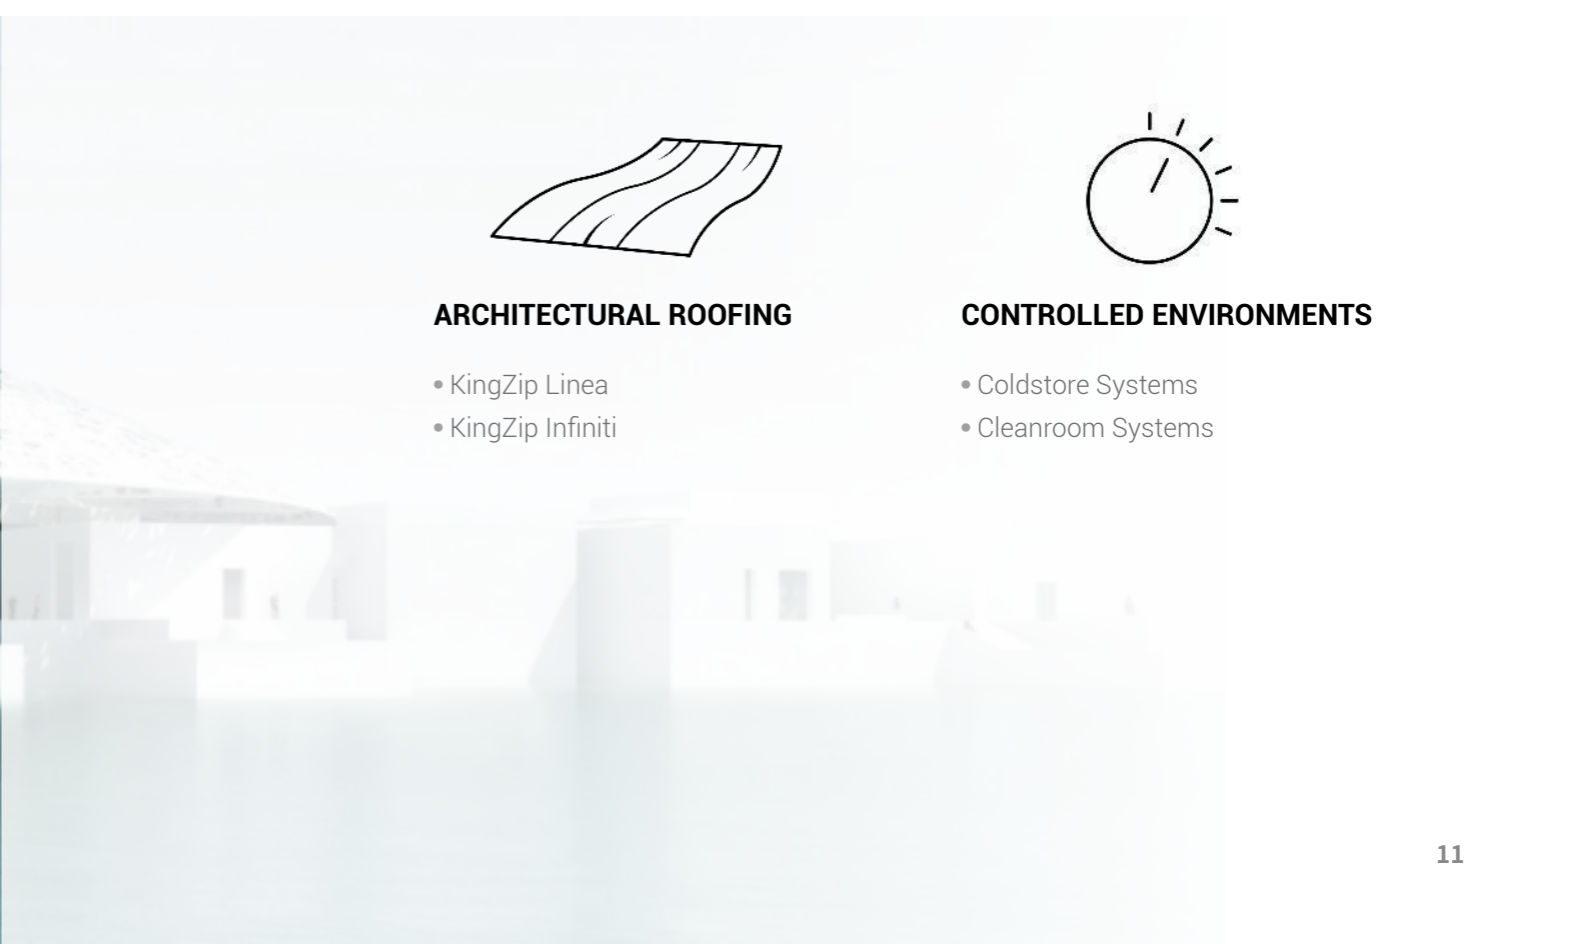 ARCHITECTURAL ROOFING
• KingZip Linea
• KingZip Infiniti
CONTROLLED ENVIRONMENTS
• Coldstore Systems
• Cleanroom Systems
11